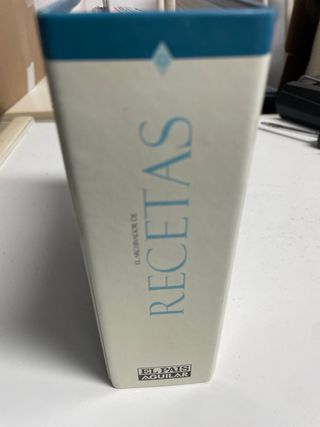 EL ARCHIVADOR DE
RECETAS
EL PAIS
AGUILAR